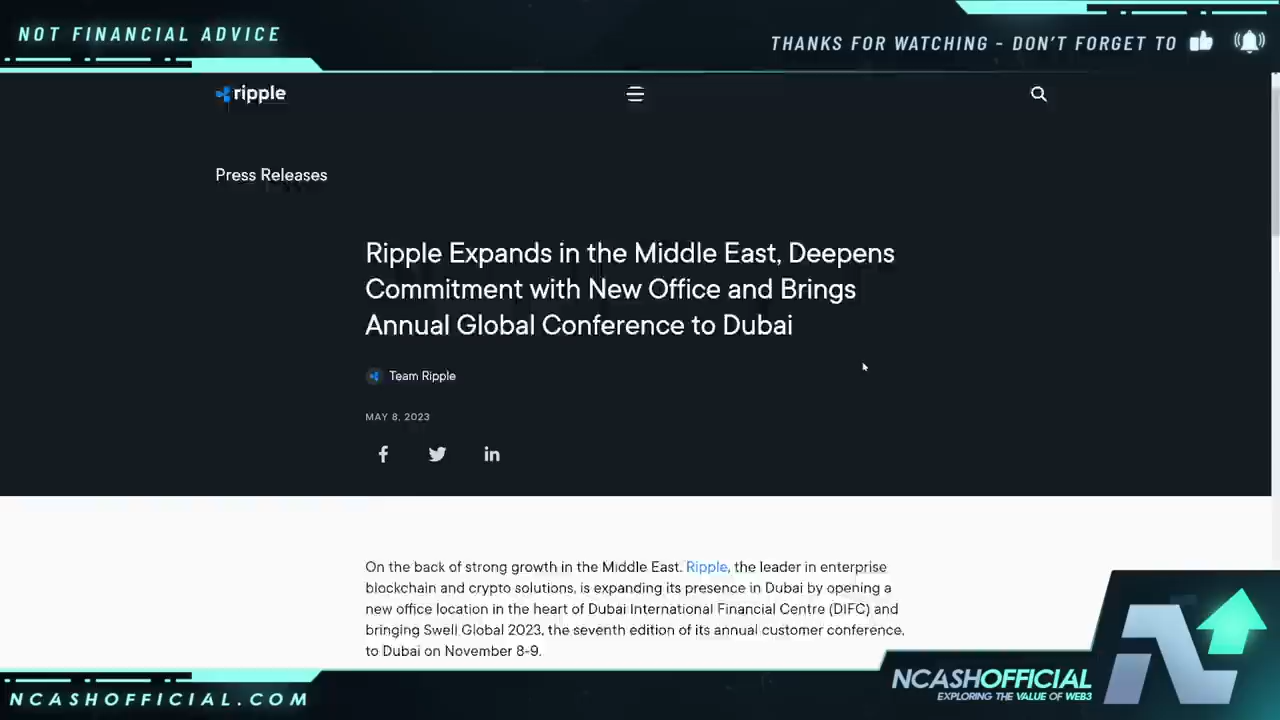 NOT FINANCIAL ADVICE
THANKS FOR WATCHING - DON'T FORGET TO
ripple
Press Releases
Ripple Expands in the Middle East, Deepens
Commitment with New Office and Brings
Annual Global Conference to Dubai
Team Ripple
MAY 8, 2023
On the back of strong growth in the Middle East, Ripple, the leader in enterprise
blockchain and crypto solutions, is expanding its presence in Dubai by opening a
new office location in the heart of Dubai International Financial Centre (DIFC) and
bringing Swell Global 2023, the seventh edition of its annual customer conference,
to Dubai on November 8-9.
NCASHOFFICIAL
EXPLORING THE VALUE OF WEB3
NCASHOFFICIAL.COM